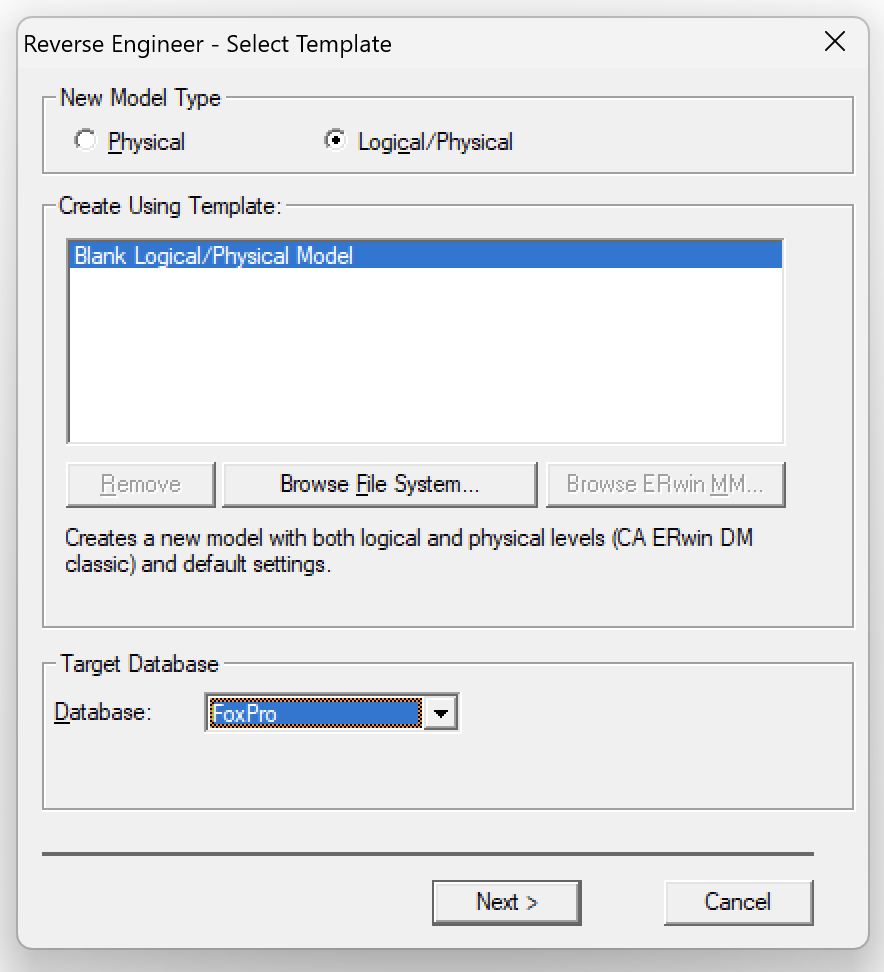 Reverse Engineer - Select Template
New Model Type
Physical
Logical/Physical
Create Using Template:
Blank Logical/Physical Model
Remove
Browse File System...
Browse ERwin MM...
Creates a new model with both logical and physical levels (CA ERwin DM
classic) and default settings.
Target Database
Database:
FoxPro
Next >
Cancel